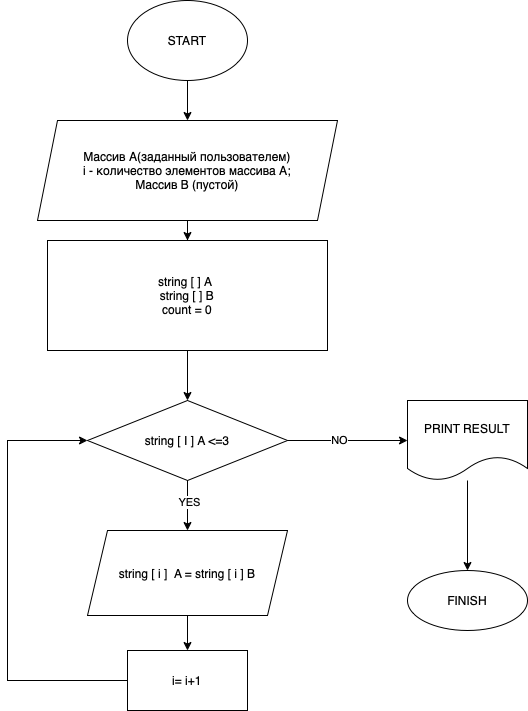 START
Массив А(заданный пользователем)
i - количество элементов массива А;
Массив В (пустой)
string [ ] A
string [ ] B
count = 0
string [ I ] A <=3
NO
PRINT RESULT
YES
string [ i ] A = string [ i ] B
FINISH
i= i+1